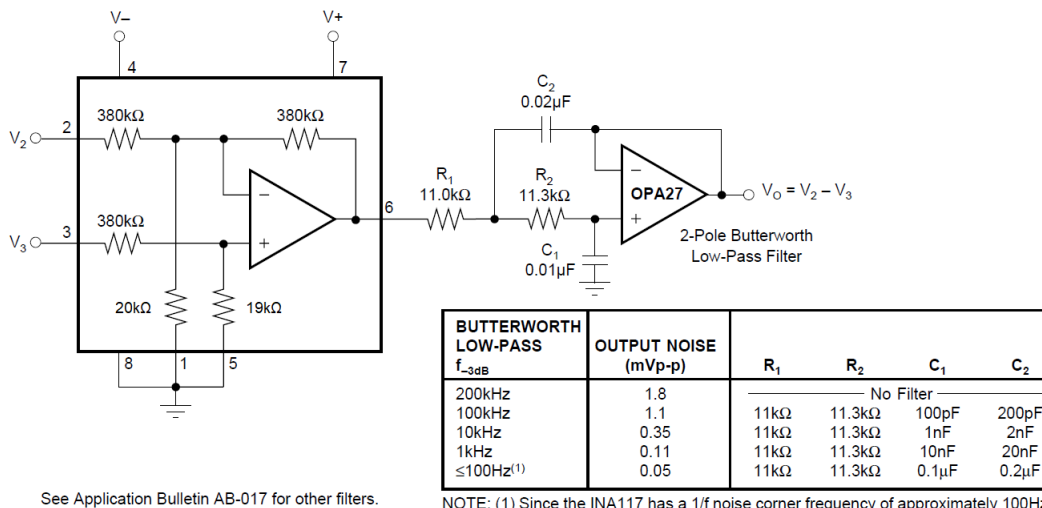 V–
V+
4
7
380kΩ
380kΩ
V2
2
C2
0.02µF
R1
11.0kΩ
R2
11.3kΩ
–
+
OPA27
VO = V2 – V3
6
380kΩ
V3
3
–
+
C1
0.01µF
2-Pole Butterworth
Low-Pass Filter
20kΩ
19kΩ
8
1
5
BUTTERWORTH LOW-PASS f–3dB	OUTPUT NOISE (mVp-p)	R1	R2	C1	C2
200kHz	1.8	No Filter
100kHz	1.1	11kΩ	11.3kΩ	100pF	200pF
10kHz	0.35	11kΩ	11.3kΩ	1nF	2nF
1kHz	0.11	11kΩ	11.3kΩ	10nF	20nF
≤100Hz(1)	0.05	11kΩ	11.3kΩ	0.1µF	0.2µF
See Application Bulletin AB-017 for other filters.
NOTE: (1) Since the INA117 has a 1/f noise corner frequency of approximately 100Hz